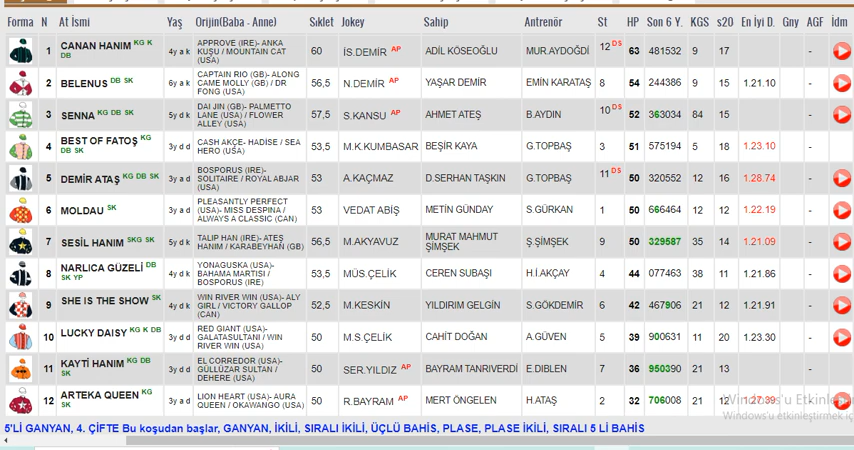 Forma N At İsmi Yaş Orijin(Baba - Anne) Sıklet Jokey Sahip Antrenör St HP Son 6 Y. KGS s20 En İyi D. Gny AGF İdm
1 CANAN HANIM KG K DB 4y a k APPROVE (IRE)- ANKA KUŞU / MOUNTAIN CAT (USA) 60 İS.DEMİR AP ADİL KÖSEOĞLU MUR.AYDOĞDİ 12 DS 63 481532 9 17 -
2 BELENUS DB SK 6y a k CAPTAIN RIO (GB)- ALONG CAME MOLLY (GB) / DR FONG (USA) 56,5 N.DEMİR AP YAŞAR DEMİR EMİN KARATAŞ 8 54 244386 9 15 1.21.10 -
3 SENNA KG DB SK 5y d k DAI JIN (GB)- PALMETTO LANE (USA) / FLOWER ALLEY (USA) 57,5 S.KANSU AP AHMET ATEŞ B.AYDIN 10 DS 52 363034 84 15 -
4 BEST OF FATOŞ KG DB SK 3y d d CASH AKÇE- HADİSE / SEA HERO (USA) 53,5 M.K.KUMBASAR BEŞİR KAYA G.TOPBAŞ 3 51 575194 5 18 1.23.10 -
5 DEMİR ATAŞ KG DB SK 3y a d BOSPORUS (IRE)- SOLITAIRE / ROYAL ABJAR (USA) 53 A.KAÇMAZ D.SERHAN TAŞKIN G.TOPBAŞ 11 DS 50 320552 12 16 1.28.74 -
6 MOLDAU SK 3y a d PLEASANTLY PERFECT (USA)- MISS DESPINA / ALWAYS A CLASSIC (CAN) 53 VEDAT ABİŞ METİN GÜNDAY S.GÜRKAN 1 50 666464 12 12 1.22.19 -
7 SESİL HANIM SKG SK 5y d k TALIP HAN (IRE)- ATEŞ HANIM / KARABEYHAN (GB) 56,5 M.AKYAVUZ MURAT MAHMUT ŞİMŞEK Ş.ŞİMŞEK 9 50 329587 35 14 1.21.09 -
8 NARLICA GÜZELİ DB SK YP 4y d k YONAGUSKA (USA)- BAHAMA MARTISI / BOSPORUS (IRE) 53,5 MÜS.ÇELİK CEREN SUBAŞI H.İ.AKÇAY 4 44 077463 38 11 1.21.86 -
9 SHE IS THE SHOW SK 4y d k WIN RIVER WIN (USA)- ALY GIRL / VICTORY GALLOP (CAN) 52,5 M.KESKİN YILDIRIM GELGİN S.GÖKDEMİR 6 42 467906 21 12 1.21.91 -
10 LUCKY DAISY KG K DB 3y d d RED GIANT (USA)- GALATASULTANI / WIN RIVER WIN (USA) 50 M.S.ÇELİK CAHİT DOĞAN A.GÜVEN 5 39 900631 11 20 1.23.30 -
11 KAYTİ HANIM KG DB SK 3y d d EL CORREDOR (USA)- GÜLLÜZAR SULTAN / DEHERE (USA) 50 SER.YILDIZ AP BAYRAM TANRIVERDİ E.DIBLEN 7 36 950390 21 13 -
12 ARTEKA QUEEN KG SK 3y a d LION HEART (USA)- AURA QUEEN / OKAWANGO (USA) 50 R.BAYRAM AP MERT ÖNGELEN H.ATAŞ 2 32 706008 21 12 1.27.39 -
5'Lİ GANYAN, 4. ÇİFTE Bu koşudan başlar, GANYAN, İKİLİ, SIRALI İKİLİ, ÜÇLÜ BAHİS, PLASE, PLASE İKİLİ, SIRALI 5 Lİ BAHİS
Windows'u Etkinleş
Windows'u etkinleştirmek iç